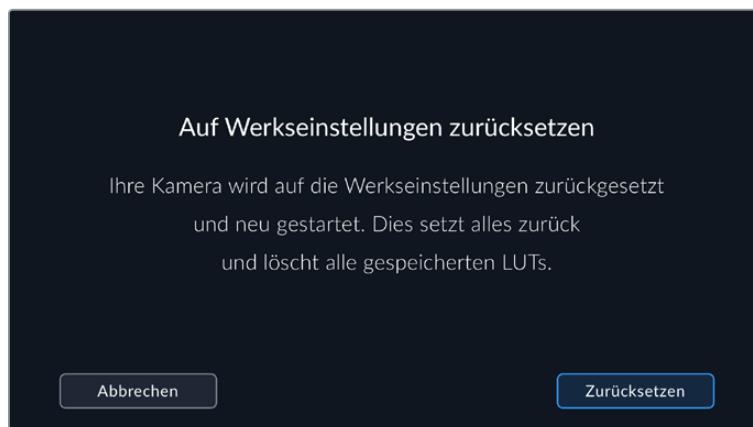 Auf Werkseinstellungen zurücksetzen
Ihre Kamera wird auf die Werkseinstellungen zurückgesetzt
und neu gestartet. Dies setzt alles zurück
und löscht alle gespeicherten LUTs.
Abbrechen
Zurücksetzen